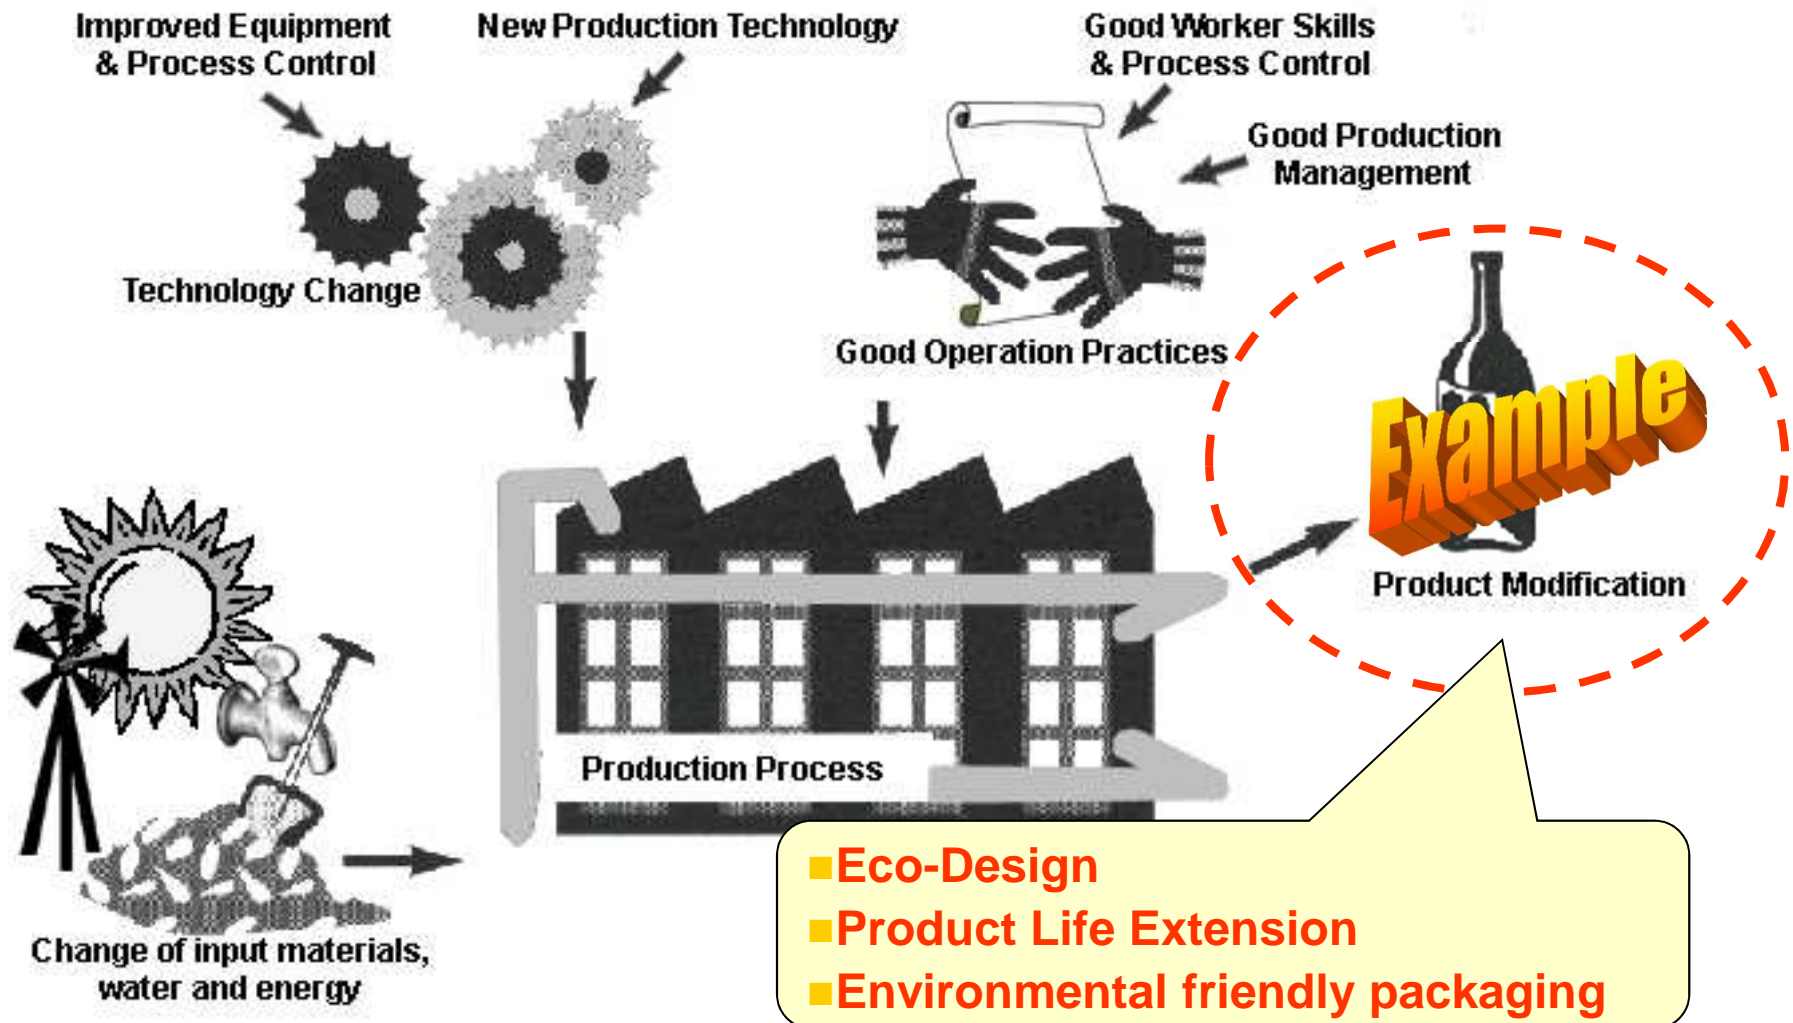 Improved Equipment
& Process Control
New Production Technology
Good Worker Skills
& Process Control
Good Production
Management
Technology Change
Good Operation Practices
Example
Product Modification
Production Process
Change of input materials,
water and energy
Eco-Design
Product Life Extension
Environmental friendly packaging